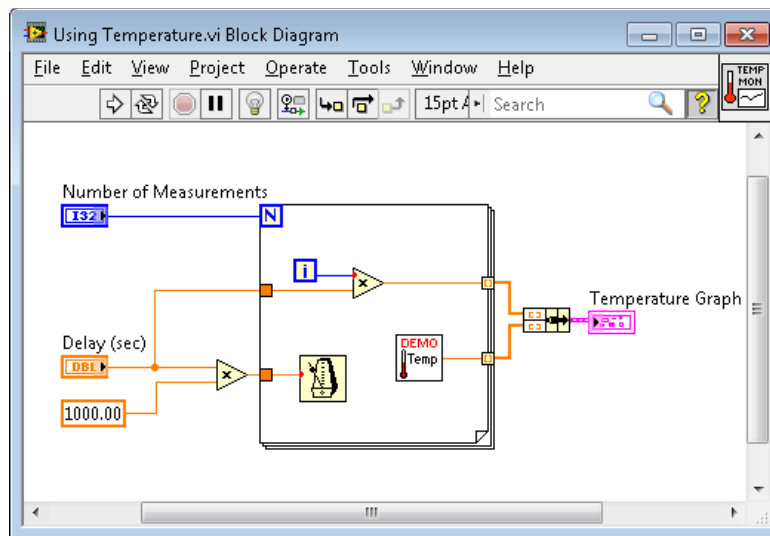 Using Temperature.vi Block Diagram
File Edit View Project Operate Tools Window Help
TEMP
MON
15pt Search
?
Number of Measurements
I32
N
i
×
Temperature Graph
DEMO
Temp
Delay (sec)
DBL
×
1000.00